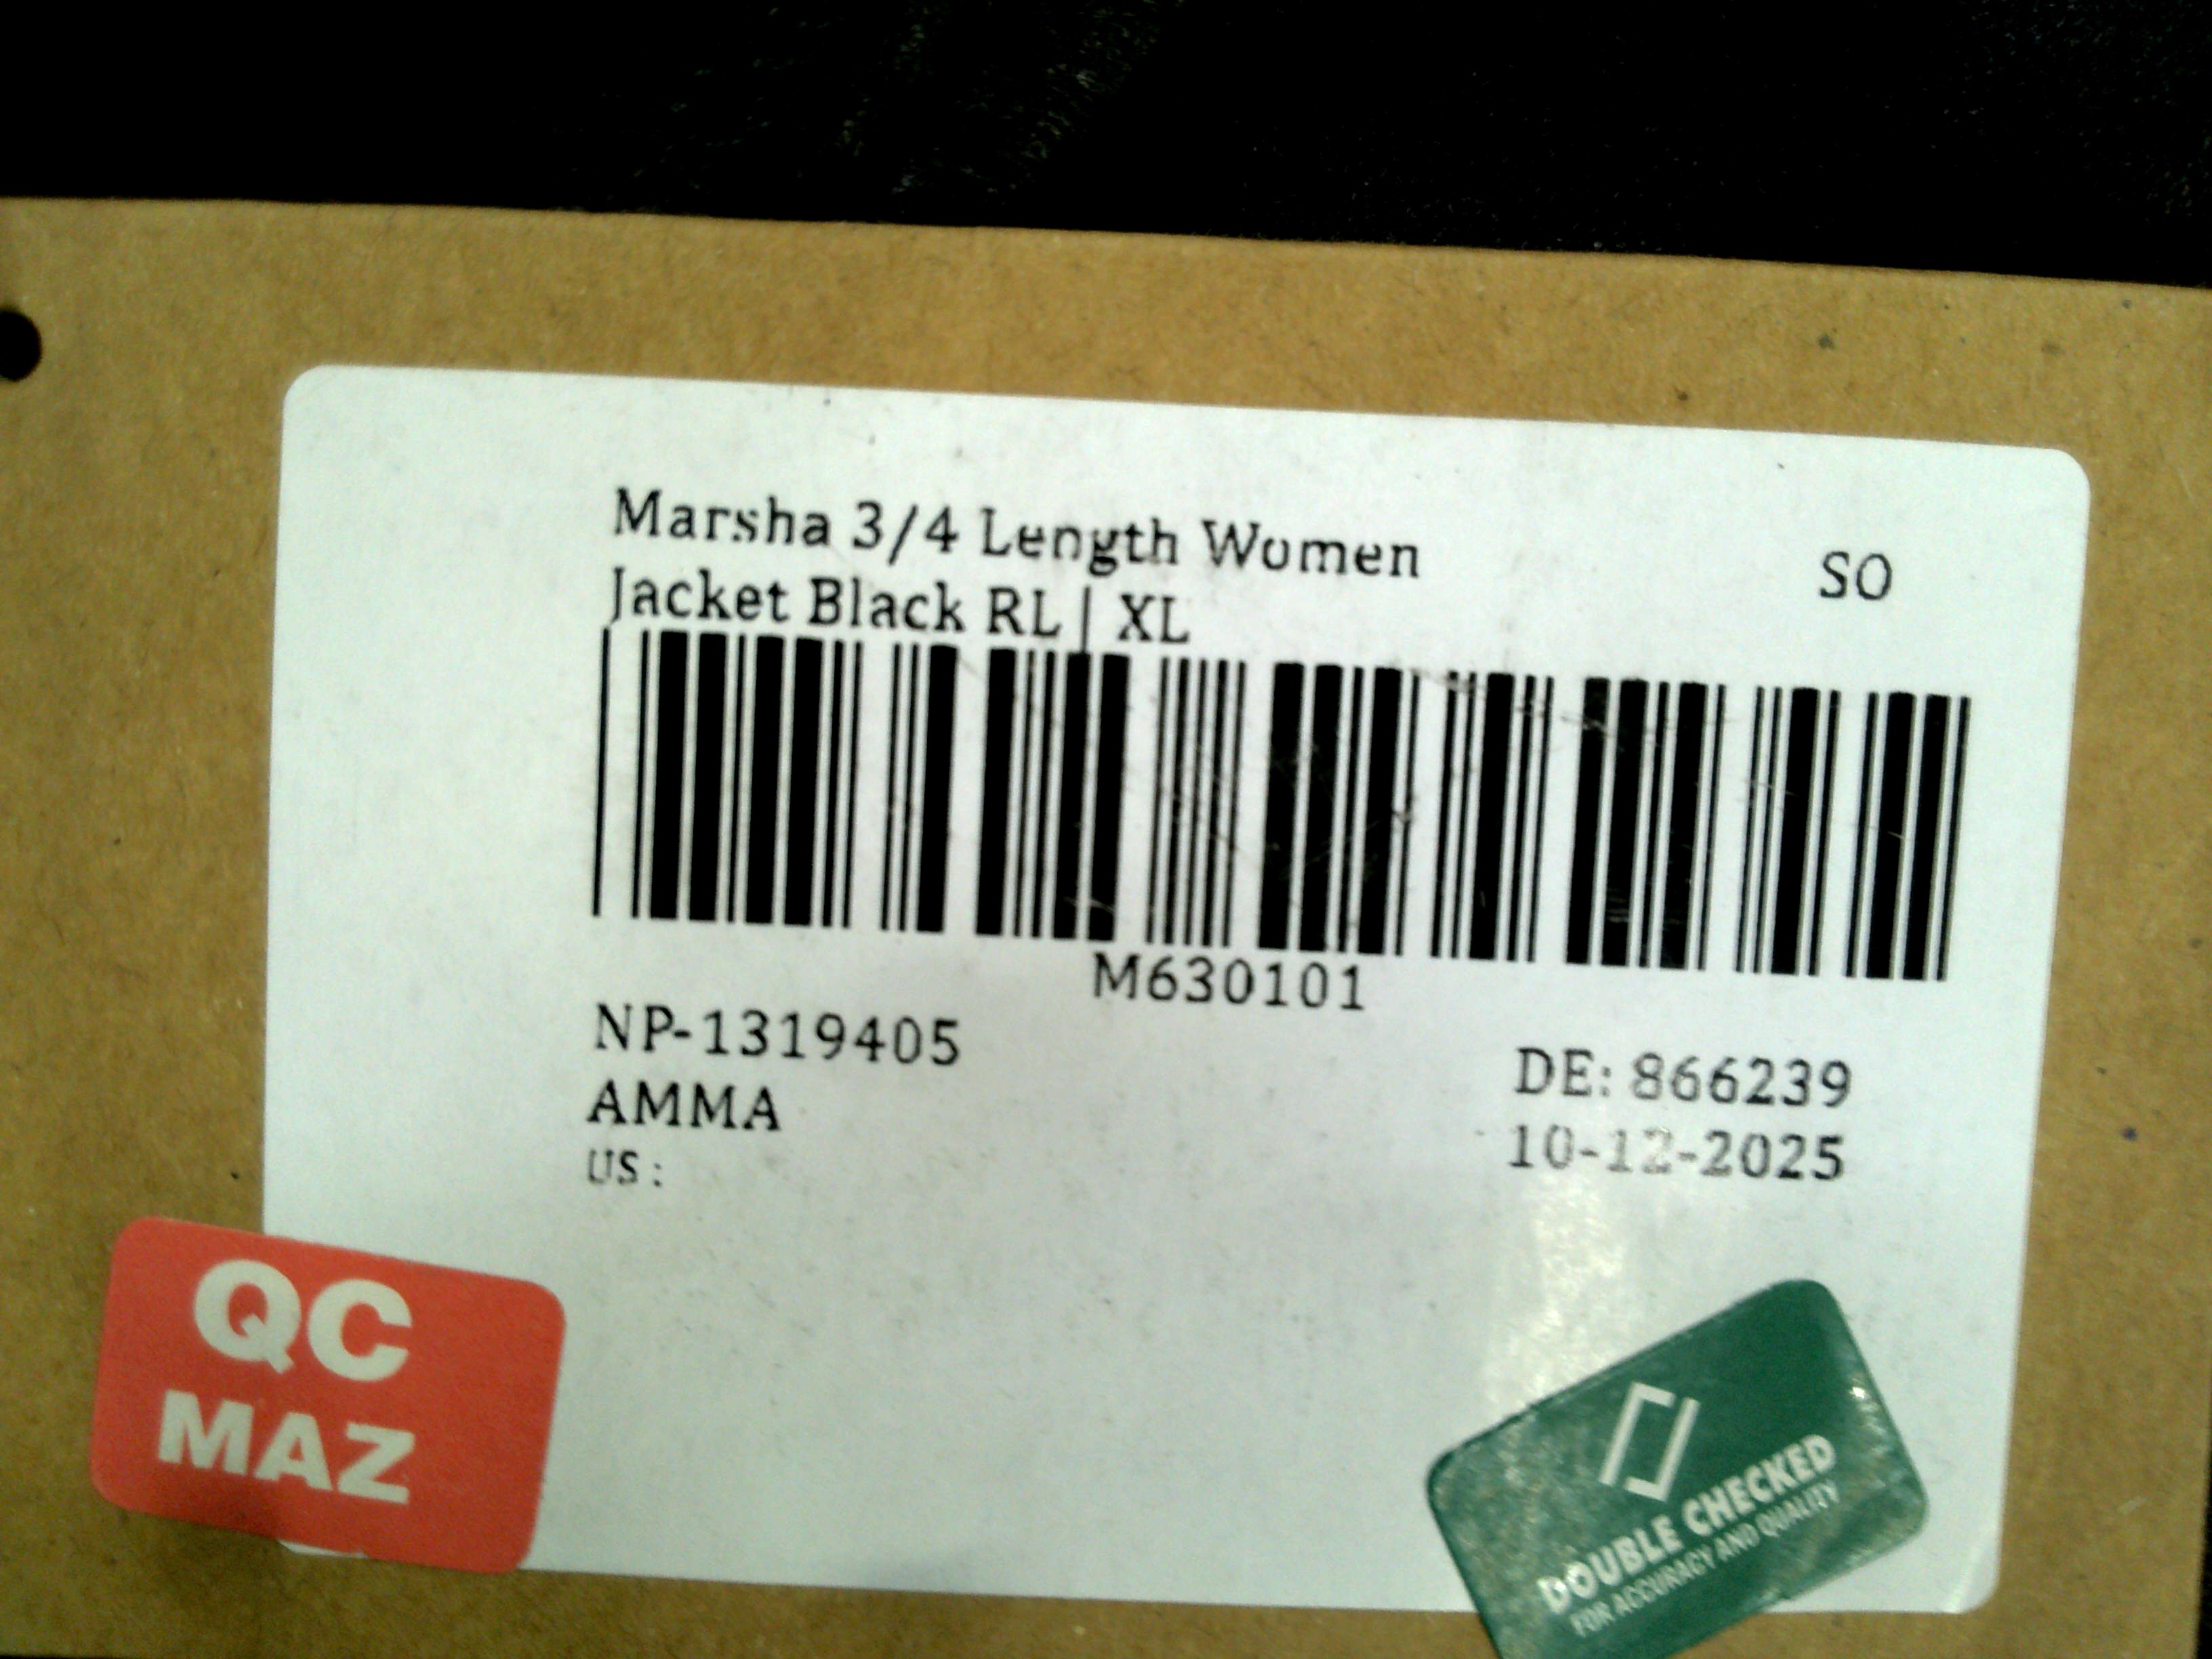 Marsha 3/4 Length Women
Jacket Black RL | XL
SO
M630101
NP-1319405
AMMA
US :
DE: 866239
10-12-2025
QC
MAZ
DOUBLE CHECKED
FOR ACCURACY AND QUALITY